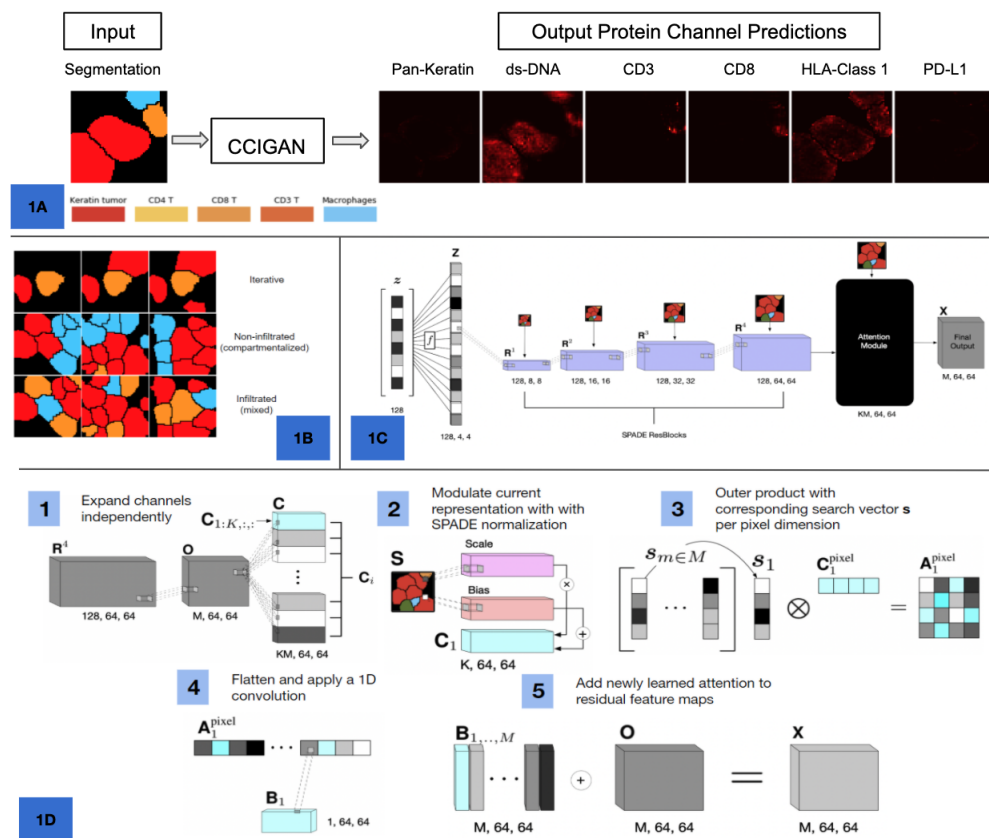 Input
Output Protein Channel Predictions
Segmentation
Pan-Keratin
ds-DNA
CD3
CD8
HLA-Class 1
PD-L1
CCIGAN
1A
Keratin tumor
CD4 T
CD8 T
CD3 T
Macrophages
Iterative
Non-infiltrated
(compartmentalized)
Infiltrated
(mixed)
1B
z
Z
128
128, 4, 4
R¹
R²
R³
R⁴
128, 8, 8
128, 16, 16
128, 32, 32
128, 64, 64
SPADE ResBlocks
Attention
Module
KM, 64, 64
X
Final
Output
M, 64, 64
1C
1
Expand channels
independently
R⁴
128, 64, 64
O
M, 64, 64
C
C₁:K,:,:
Cᵢ
KM, 64, 64
2
Modulate current
representation with with
SPADE normalization
S
Scale
×
Bias
+
C₁
K, 64, 64
3
Outer product with
corresponding search vector s
per pixel dimension
sm∈M
s₁
⊗
C₁pixel
=
A₁pixel
4
Flatten and apply a 1D
convolution
A₁pixel
B₁
1, 64, 64
5
Add newly learned attention to
residual feature maps
B₁,..,M
M, 64, 64
+
O
M, 64, 64
=
X
M, 64, 64
1D